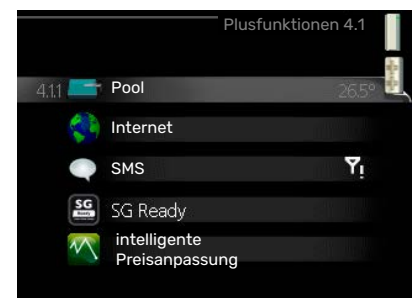 Plusfunktionen 4.1
4.1.1 Pool 26.5°
Internet
SMS
SG Ready SG Ready
intelligente
Preisanpassung